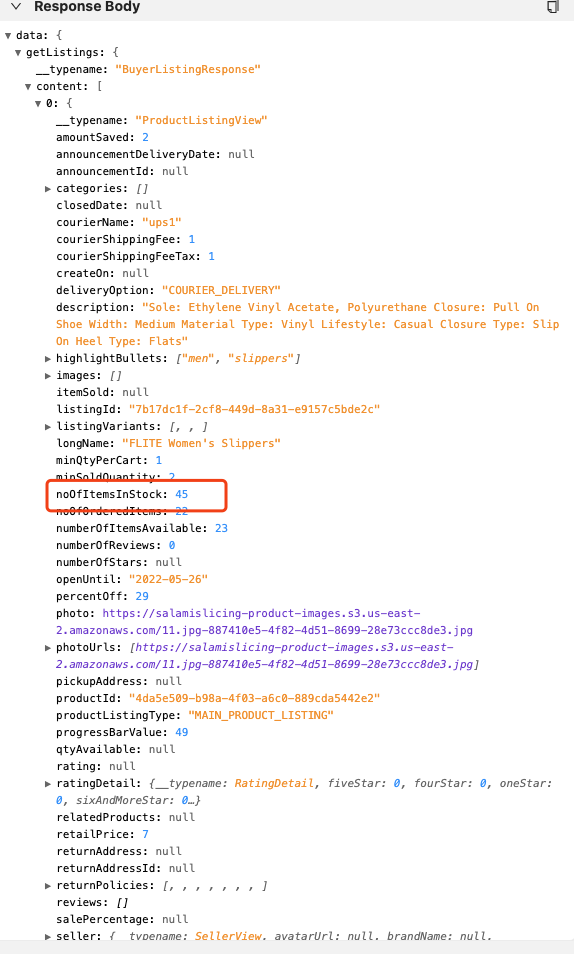 Response Body
data: {
getListings: {
__typename: "BuyerListingResponse"
content: [
0: {
__typename: "ProductListingView"
amountSaved: 2
announcementDeliveryDate: null
announcementId: null
categories: []
closedDate: null
courierName: "ups1"
courierShippingFee: 1
courierShippingFeeTax: 1
createOn: null
deliveryOption: "COURIER_DELIVERY"
description: "Sole: Ethylene Vinyl Acetate, Polyurethane Closure: Pull On
Shoe Width: Medium Material Type: Vinyl Lifestyle: Casual Closure Type: Slip
On Heel Type: Flats"
highlightBullets: ["men", "slippers"]
images: []
itemSold: null
listingId: "7b17dc1f-2cf8-449d-8a31-e9157c5bde2c"
listingVariants: [, , ]
longName: "FLITE Women's Slippers"
minQtyPerCart: 1
minSoldQuantity: 2
noOfItemsInStock: 45
noOfOrderedItems: 22
numberOfItemsAvailable: 23
numberOfReviews: 0
numberOfStars: null
openUntil: "2022-05-26"
percentOff: 29
photo: https://salamislicing-product-images.s3.us-east-
2.amazonaws.com/11.jpg-887410e5-4f82-4d51-8699-28e73ccc8de3.jpg
photoUrls: [https://salamislicing-product-images.s3.us-east-
2.amazonaws.com/11.jpg-887410e5-4f82-4d51-8699-28e73ccc8de3.jpg]
pickupAddress: null
productId: "4da5e509-b98a-4f03-a6c0-889cda5442e2"
productListingType: "MAIN_PRODUCT_LISTING"
progressBarValue: 49
qtyAvailable: null
rating: null
ratingDetail: {__typename: RatingDetail, fiveStar: 0, fourStar: 0, oneStar:
0, sixAndMoreStar: 0…}
relatedProducts: null
retailPrice: 7
returnAddress: null
returnAddressId: null
returnPolicies: [, , , , , , , ]
reviews: []
salePercentage: null
seller: {__typename: SellerView, avatarUrl: null, brandName: null,